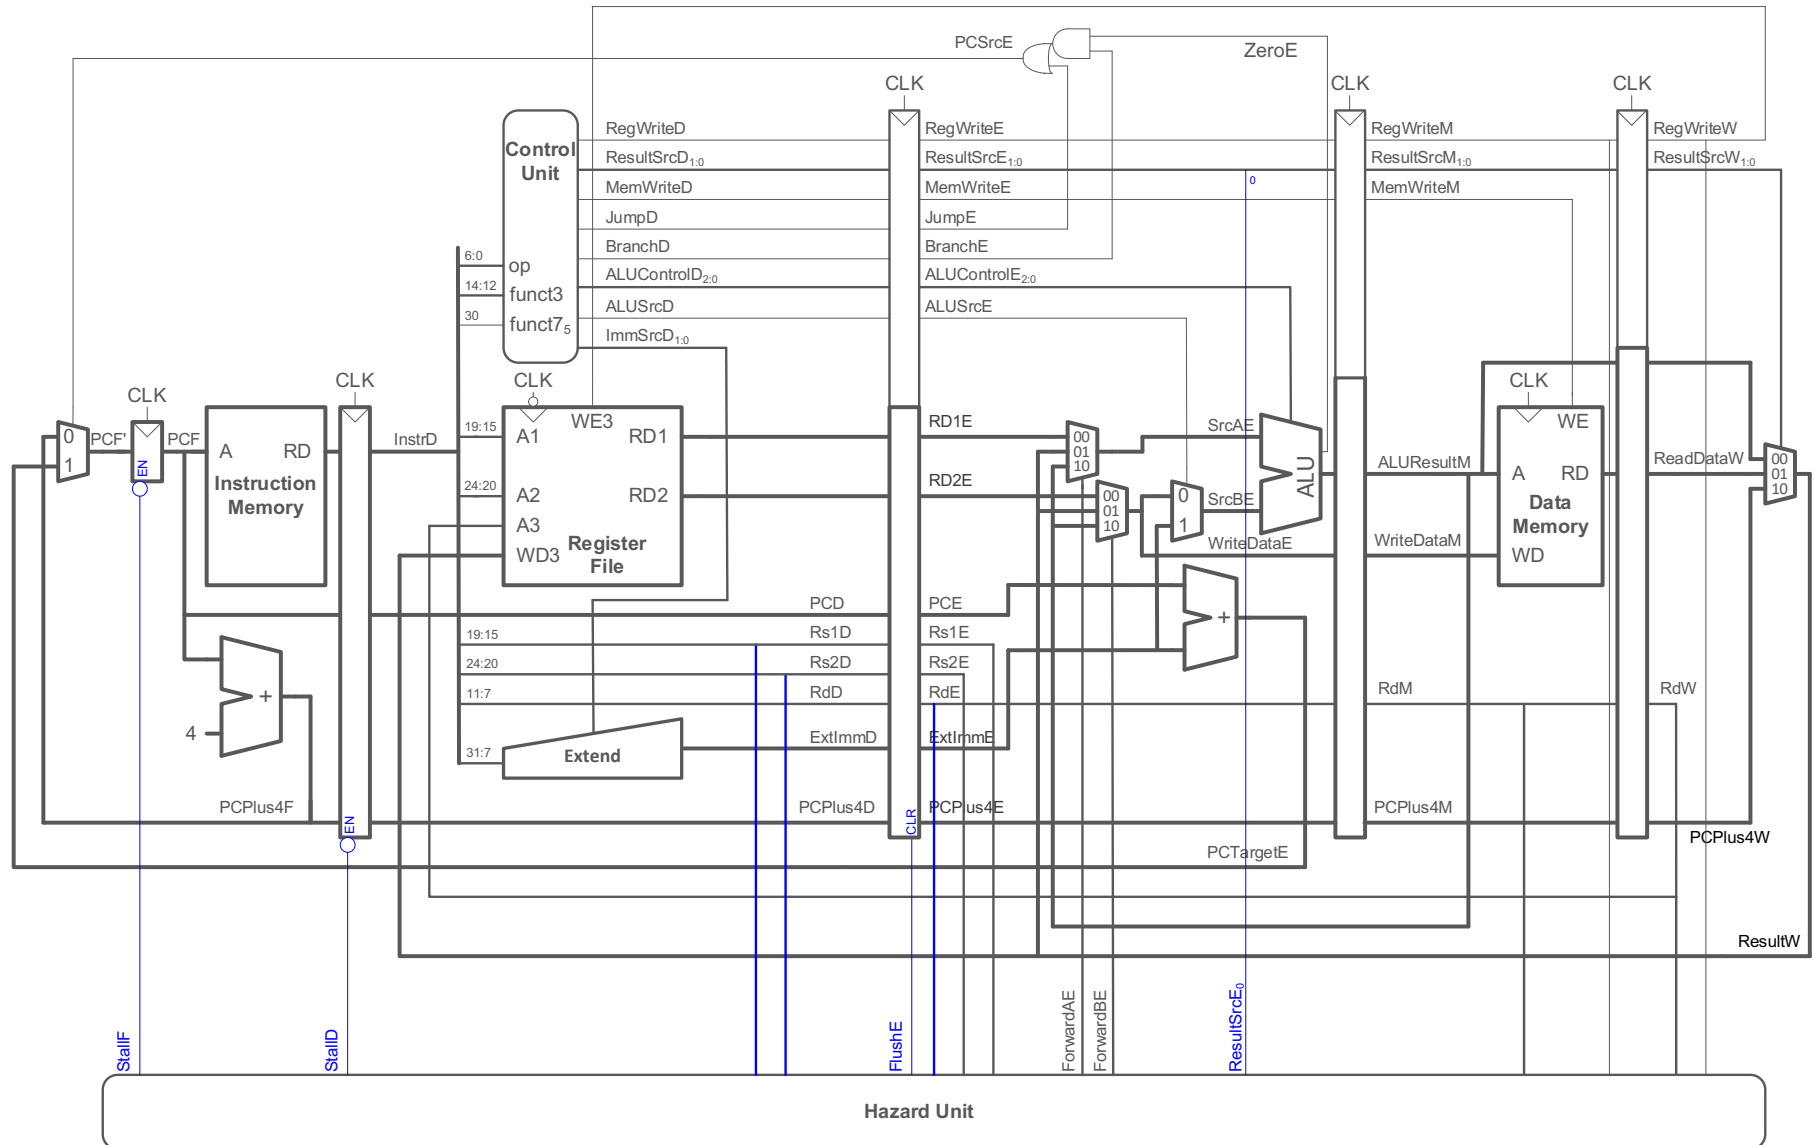 PCSrcE
ZeroE
CLK
CLK
CLK
Control
Unit
op
funct3
funct7₅
6:0
14:12
30
RegWriteD
ResultSrcD₁:₀
MemWriteD
JumpD
BranchD
ALUControlD₂:₀
ALUSrcD
ImmSrcD₁:₀
RegWriteE
ResultSrcE₁:₀
MemWriteE
JumpE
BranchE
ALUControlE₂:₀
ALUSrcE
0
RegWriteM
ResultSrcM₁:₀
MemWriteM
RegWriteW
ResultSrcW₁:₀
CLK
CLK
CLK
CLK
0
1
PCF'
EN
PCF
A
RD
Instruction
Memory
InstrD
19:15
24:20
A1
A2
A3
WD3
WE3
RD1
RD2
Register
File
RD1E
RD2E
00
01
10
00
01
10
0
1
SrcAE
SrcBE
ALU
WriteDataE
ALUResultM
WriteDataM
A
RD
WE
WD
Data
Memory
ReadDataW
00
01
10
PCD
PCE
+
19:15
Rs1D
Rs1E
24:20
Rs2D
Rs2E
11:7
RdD
RdE
RdM
RdW
+
4
31:7
Extend
ExtImmD
ExtImmE
PCPlus4F
EN
PCPlus4D
CLR
PCPlus4E
PCPlus4M
PCPlus4W
PCTargetE
ResultW
StallF
StallD
FlushE
ForwardAE
ForwardBE
ResultSrcE₀
Hazard Unit